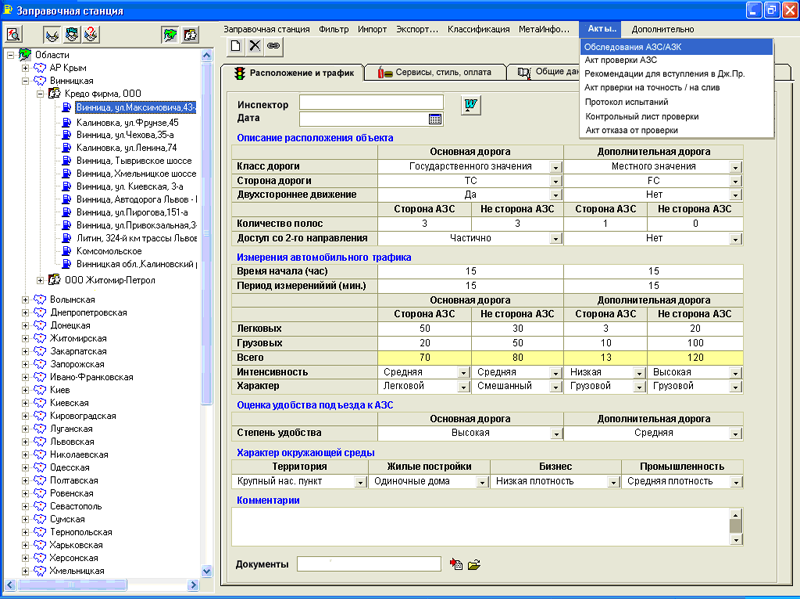 Заправочная станция
Заправочная станция Фильтр Импорт Экспорт... Классификация МетаИнфо... Акты.. Дополнительно
Обследования АЗС/АЗК
Акт проверки АЗС
Рекомендации для вступления в Дж.Пр.
Акт прверки на точность / на слив
Протокол испытаний
Контрольный лист проверки
Акт отказа от проверки
Области
АР Крым
Винницкая
Кредо фирма, ООО
Винница, ул.Максимовича,43-
Калиновка, ул.Фрунзе,45
Винница, ул.Чехова,35-а
Калиновка, ул.Ленина,74
Винница, Тывривское шоссе
Винница, Хмельницкое шоссе
Винница, ул. Киевская, 3-а
Винница, Автодорога Львов -
Винница, ул.Пирогова,151-а
Винница, ул.Привокзальная,3
Литин, 324-й км трассы Львов
Комсомольское
Винницкая обл.,Калиновский
ООО Житомир-Петрол
Волынская
Днепропетровская
Донецкая
Житомирская
Закарпатская
Запорожская
Ивано-Франковская
Киев
Киевская
Кировоградская
Луганская
Львовская
Николаевская
Одесская
Полтавская
Ровенская
Севастополь
Сумская
Тернопольская
Харьковская
Херсонская
Хмельницкая
Расположение и трафик Сервисы, стиль, оплата Общие дан
Инспектор
Дата
Описание расположения объекта
Основная дорога Дополнительная дорога
Класс дороги Государственного значения Местного значения
Сторона дороги ТС FC
Двухстороннее движение Да Нет
Сторона АЗС Не сторона АЗС Сторона АЗС Не сторона АЗС
Количество полос 3 3 1 0
Доступ со 2-го направления Частично Нет
Измерения автомобильного трафика
Время начала (час) 15 15
Период измеренийий (мин.) 15 15
Основная дорога Дополнительная дорога
Сторона АЗС Не сторона АЗС Сторона АЗС Не сторона АЗС
Легковых 50 30 3 20
Грузовых 20 50 10 100
Всего 70 80 13 120
Интенсивность Средняя Средняя Низкая Высокая
Характер Легковой Смешанный Грузовой Грузовой
Оценка удобства подъезда к АЗС
Основная дорога Дополнительная дорога
Степень удобства Высокая Средняя
Характер окружающей среды
Территория Жилые постройки Бизнес Промышленность
Крупный нас. пункт Одиночные дома Низкая плотность Средняя плотность
Комментарии
Документы